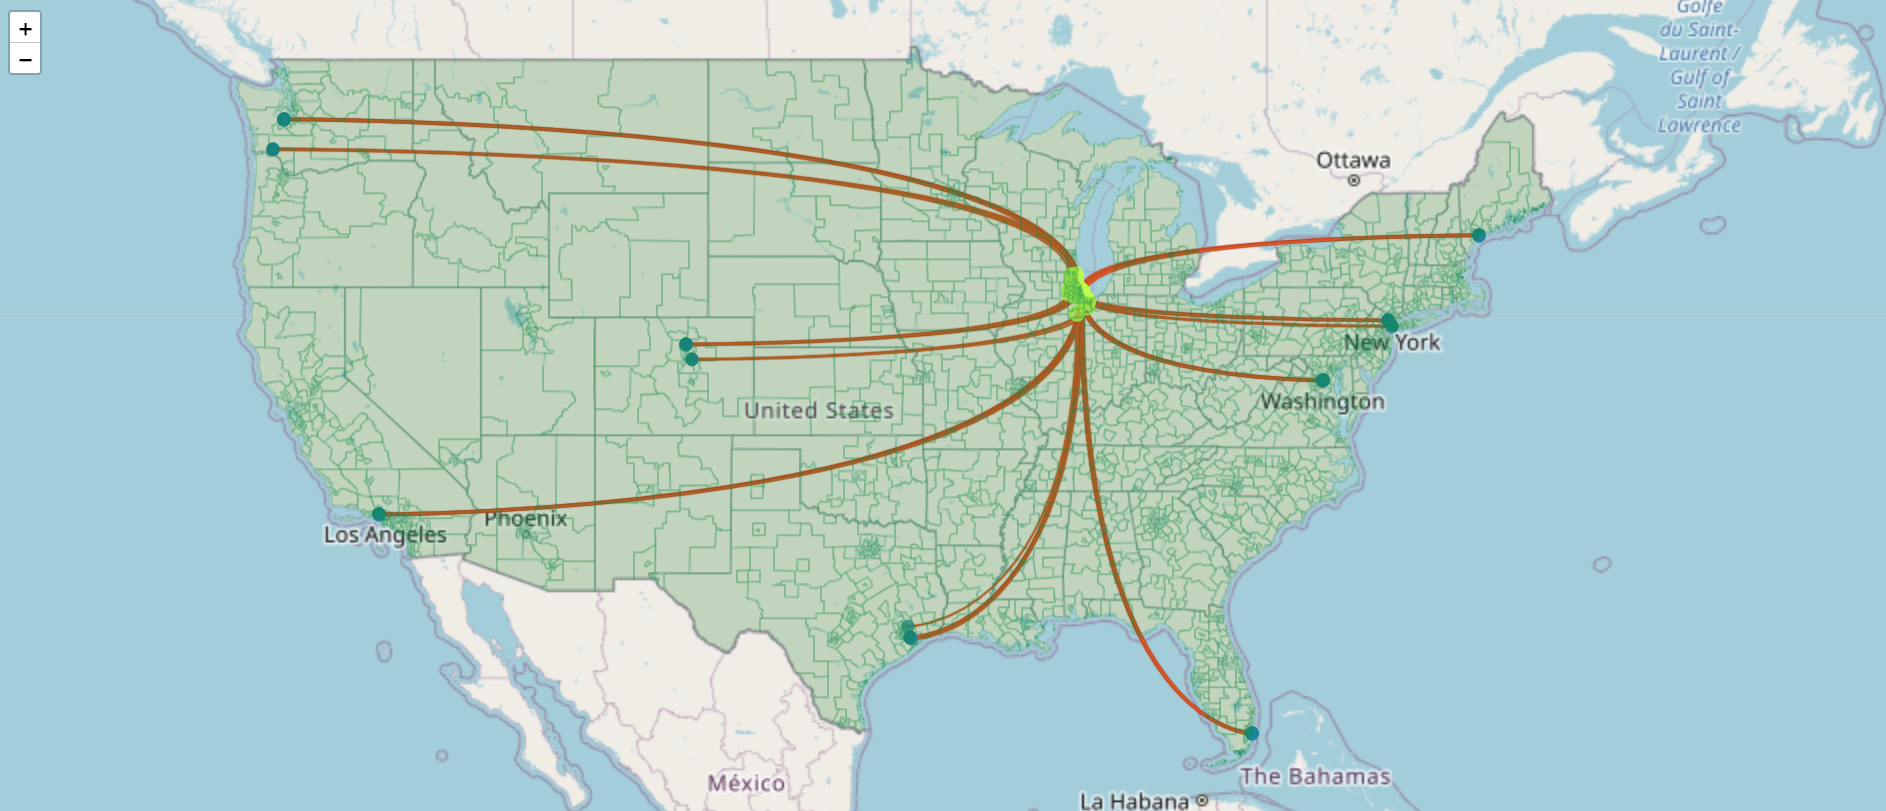 +
−
Golfe
du Saint-
Laurent /
Gulf of
Saint
Lawrence
Ottawa
New York
Washington
United States
Phoenix
Los Angeles
México
The Bahamas
La Habana